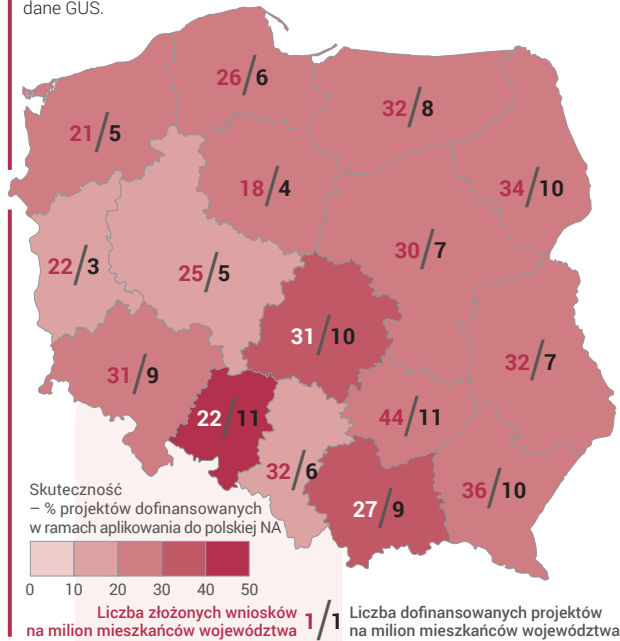 dane GUS.
26/6
32/8
21/5
34/10
18/4
30/7
22/3
25/5
31/10
32/7
31/9
22/11
44/11
32/6
36/10
27/9
Skuteczność
– % projektów dofinansowanych
w ramach aplikowania do polskiej NA
0 10 20 30 40 50
Liczba złożonych wniosków
na milion mieszkańców województwa
1/1
Liczba dofinansowanych projektów
na milion mieszkańców województwa